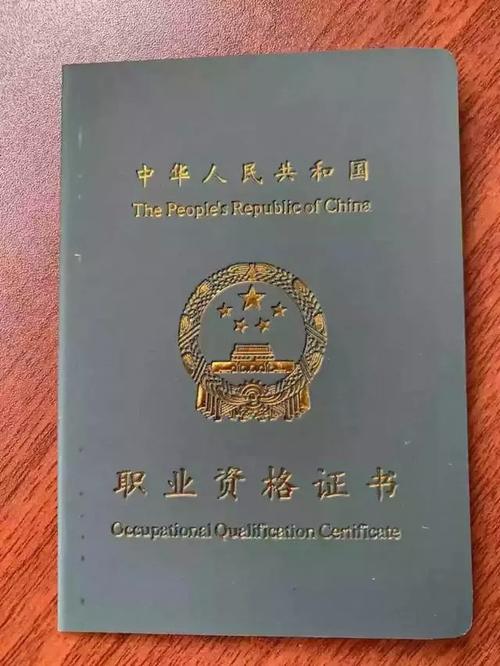 中华人民共和国
The People's Republic of China
职业资格证书
Occupational Qualification Certificate